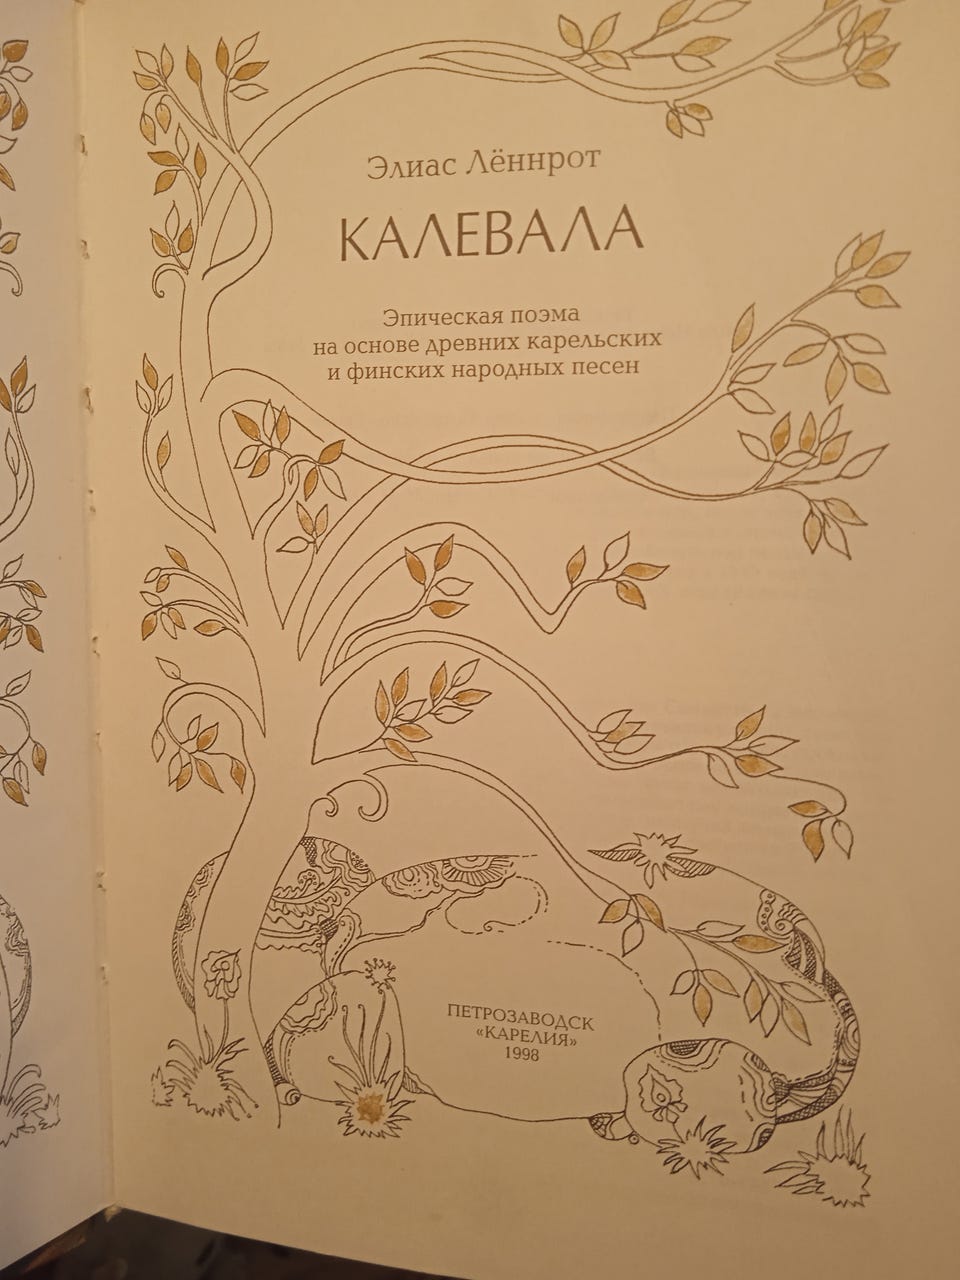 Элиас Лённрот
КАЛЕВАЛА
Эпическая поэма
на основе древних карельских
и финских народных песен
ПЕТРОЗАВОДСК
«КАРЕЛИЯ»
1998